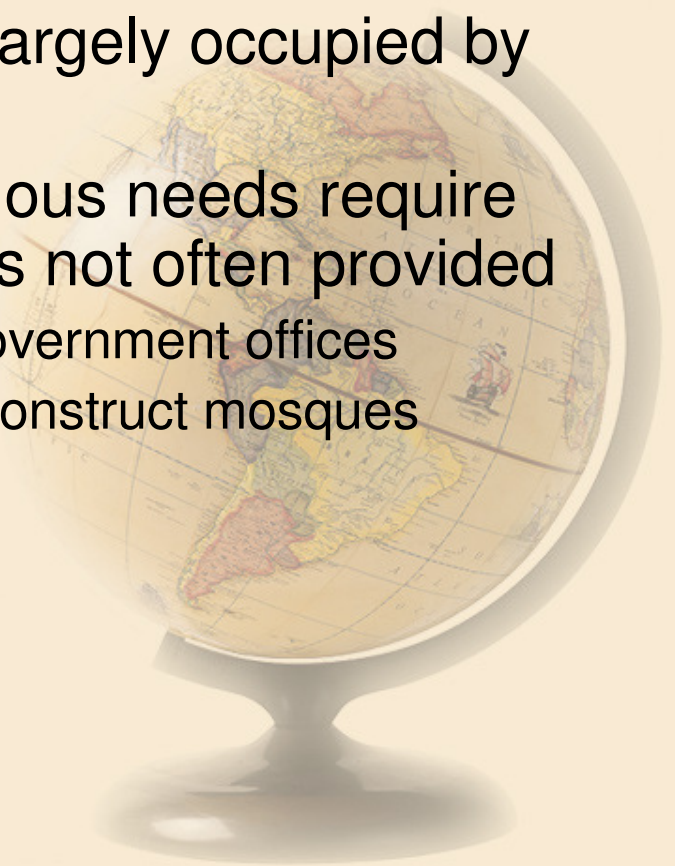 argely occupied by
ous needs require
s not often provided
overnment offices
onstruct mosques